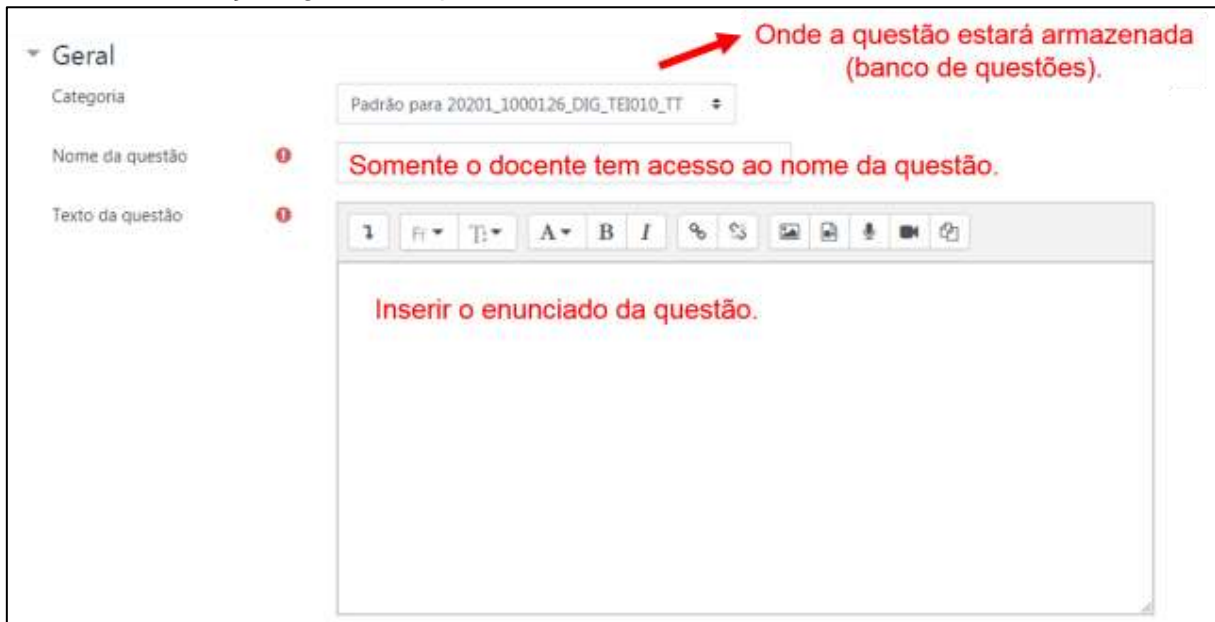 Onde a questão estará armazenada
(banco de questões).
Geral
Categoria
Padrão para 20201_1000126_DIG_TEI010_TT
Nome da questão
Somente o docente tem acesso ao nome da questão.
Texto da questão
A B I
Inserir o enunciado da questão.